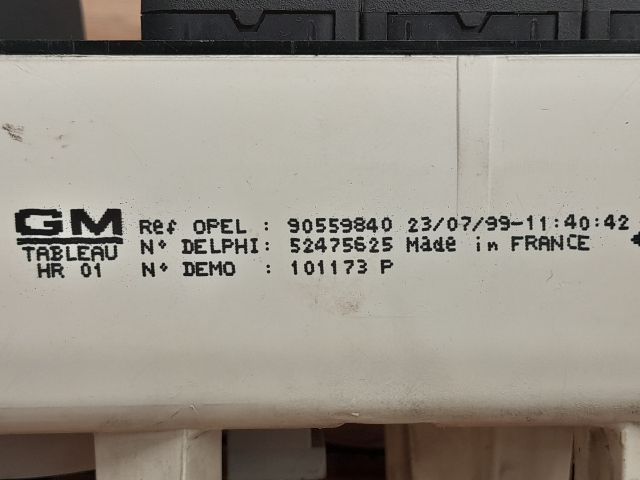 GM Ref OPEL : 90559840 23/07/99-11:40:42
TABLEAU N° DELPHI: 52475625 Made in FRANCE
HR 01 N° DEMO : 101173 P